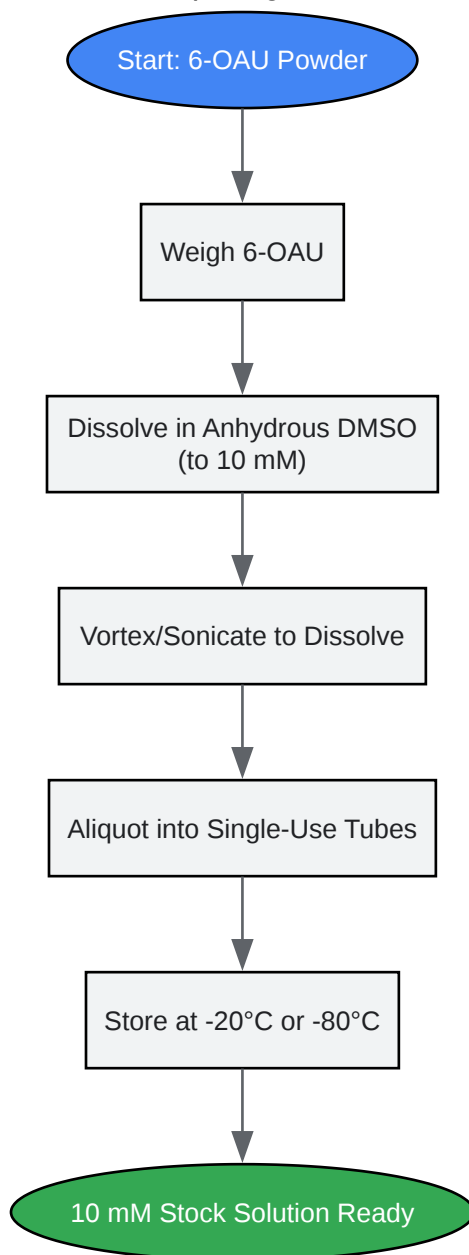 Start: 6-OAU Powder
Weigh 6-OAU
Dissolve in Anhydrous DMSO
(to 10 mM)
Vortex/Sonicate to Dissolve
Aliquot into Single-Use Tubes
Store at -20°C or -80°C
10 mM Stock Solution Ready